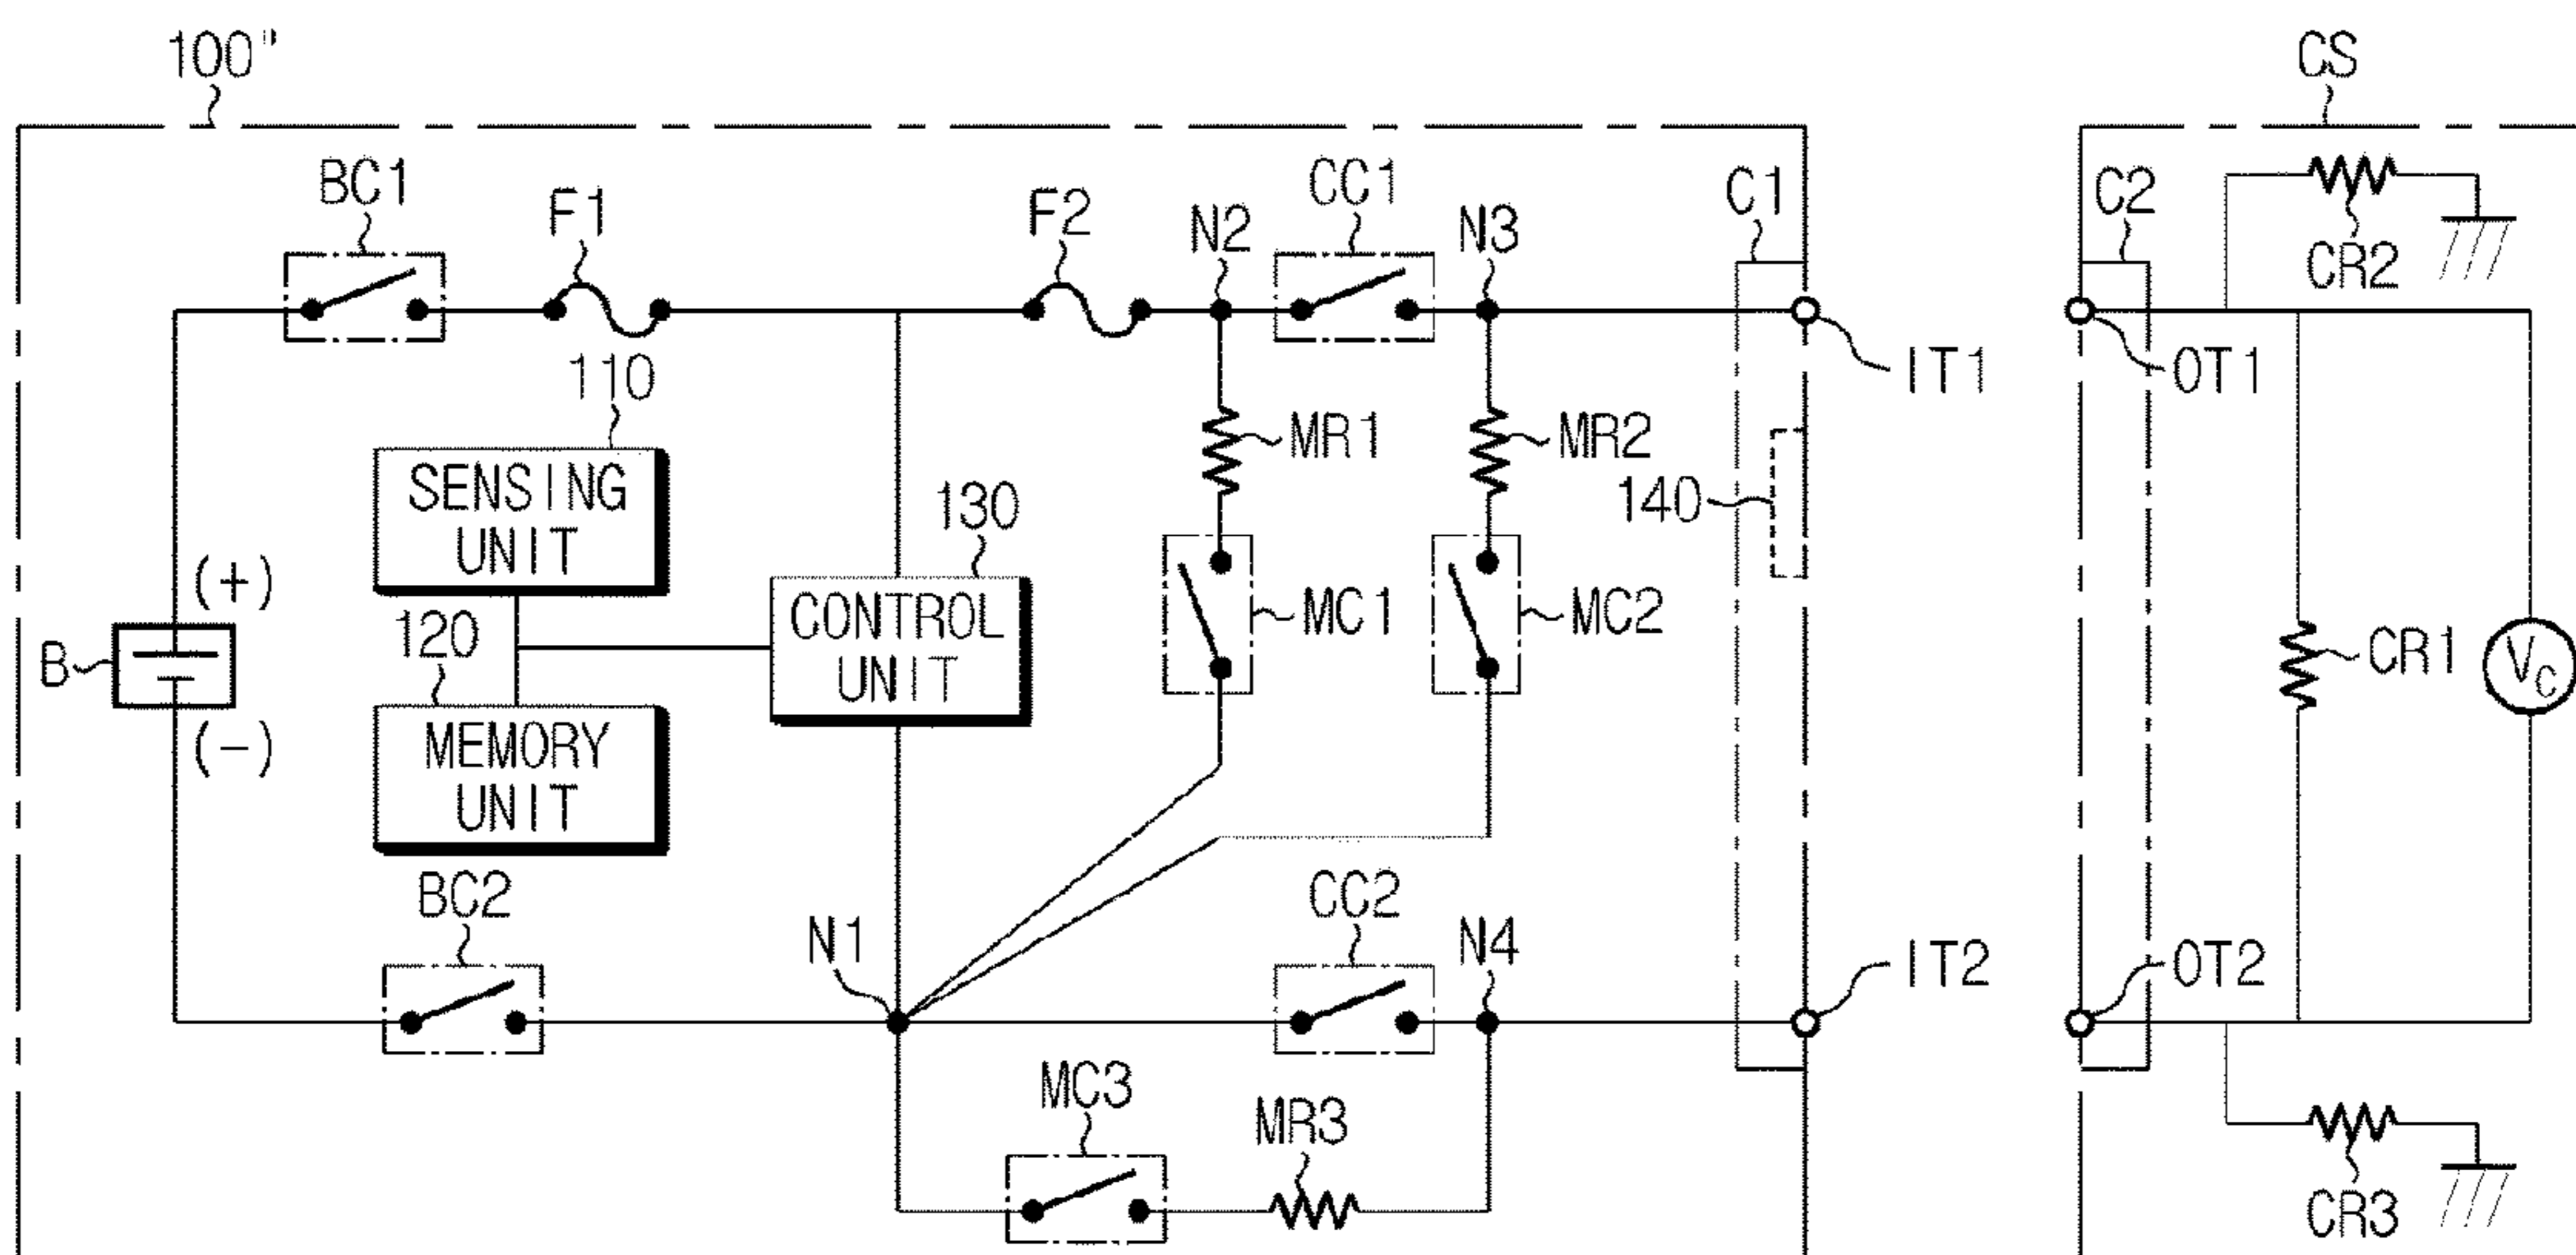 100"
CS
BC1
F1
F2
N2
CC1
N3
C1
C2
CR2
IT1
OT1
110
SENSING
UNIT
MR1
MR2
140
130
CONTROL
UNIT
(+)
B
(-)
120
MEMORY
UNIT
MC1
MC2
CR1
VC
BC2
N1
CC2
N4
IT2
OT2
MC3
MR3
CR3